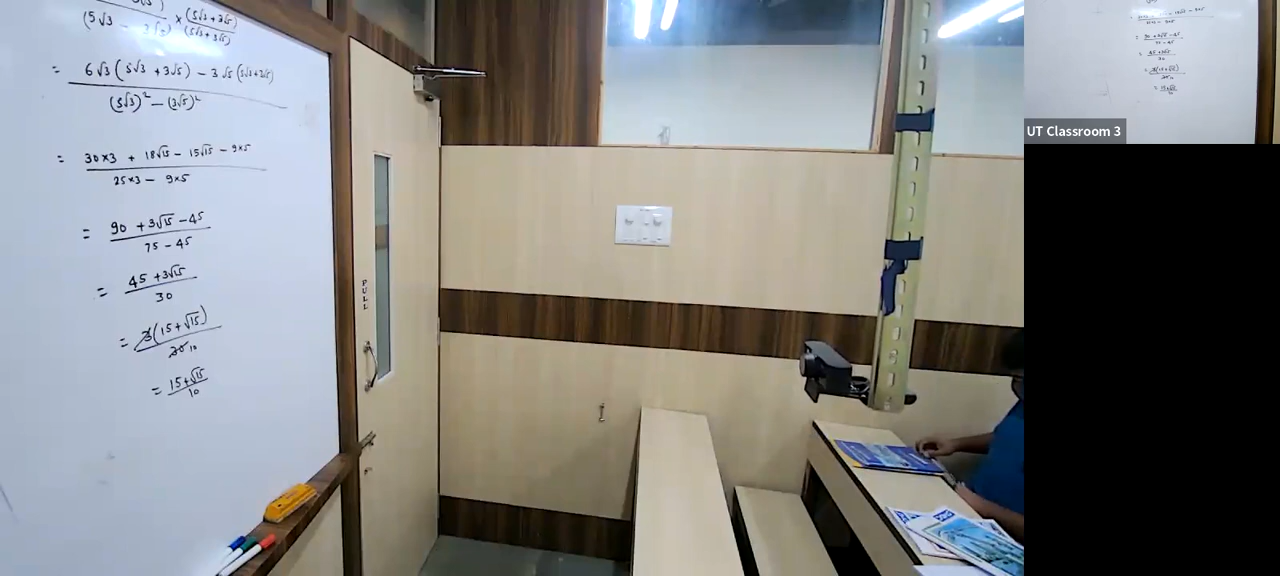 (5√3 − 3√5) × (5√3 + 3√5)
(5√3 + 3√5)
= 6√3(5√3 + 3√5) − 3√5(5√3 + 3√5)
(5√3)² − (3√5)²
= 30×3 + 18√15 − 15√15 − 9×5
25×3 − 9×5
= 90 + 3√15 − 45
75 − 45
= 45 + 3√15
30
= 3(15 + √15)
30 10
= 15+√15
10
PULL
UT Classroom 3